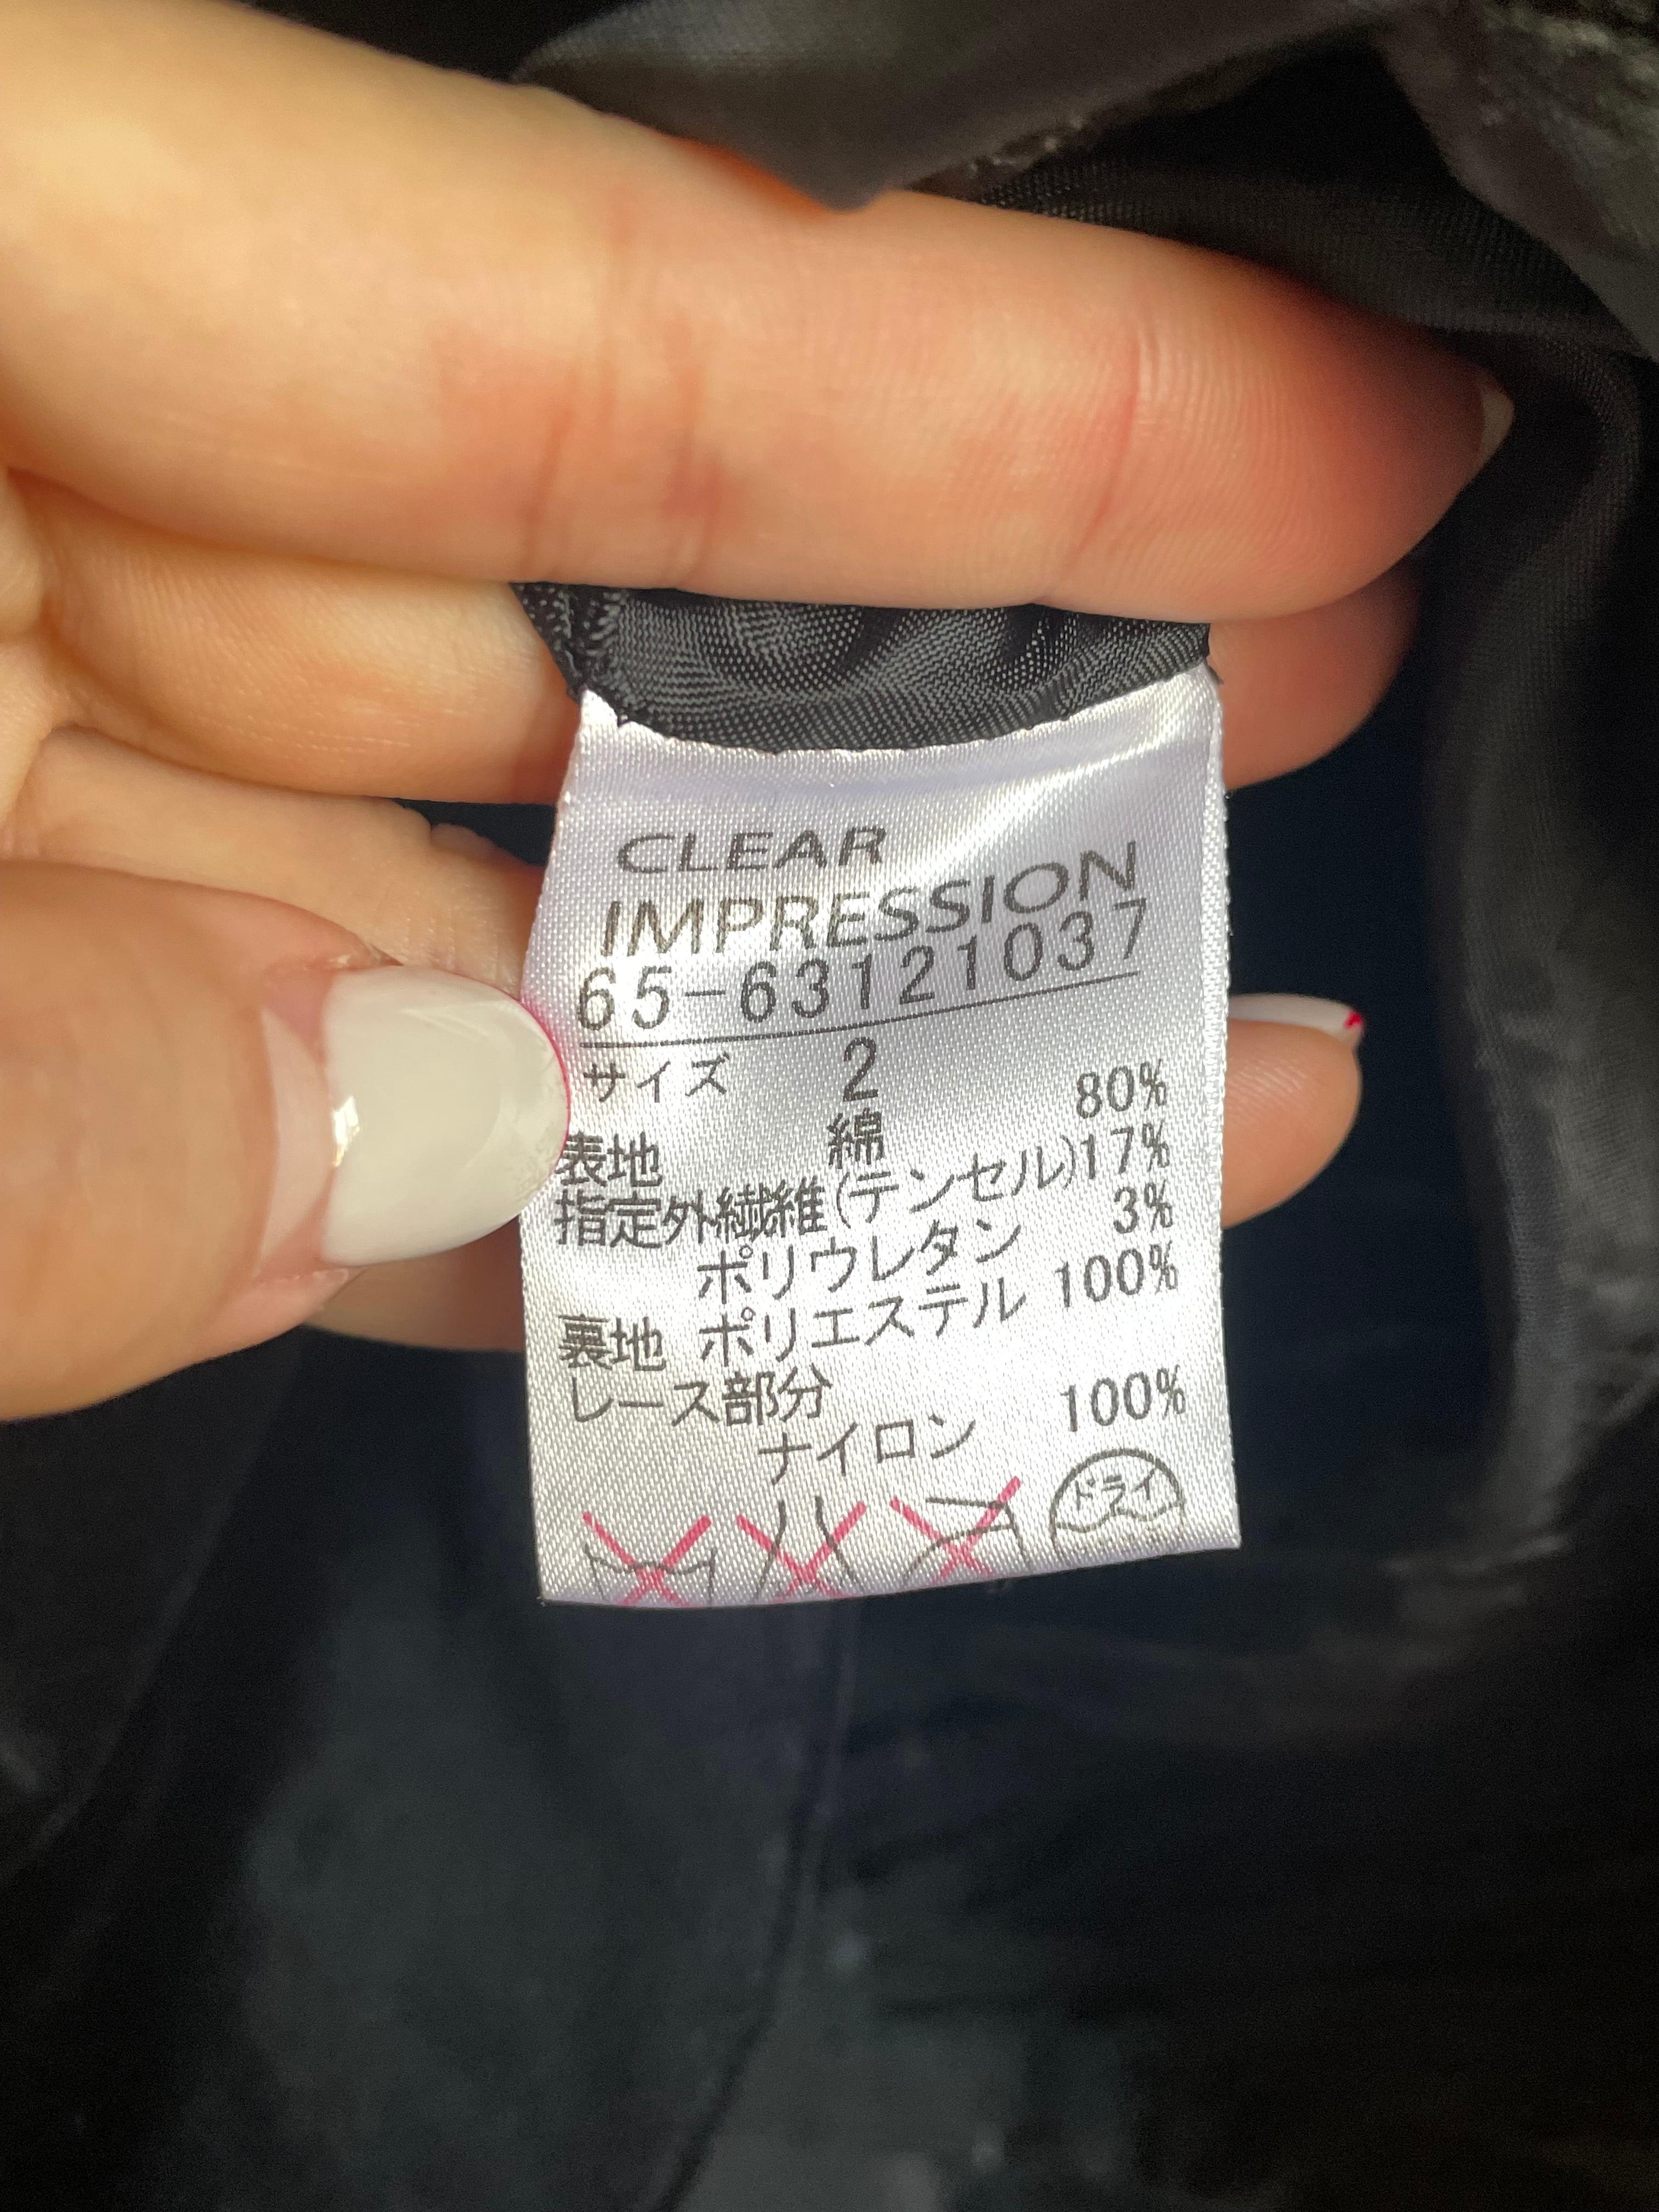 CLEAR
IMPRESSION
65-63121037
サイズ 2
表地 綿 80%
指定外繊維(テンセル)17%
ポリウレタン 3%
裏地 ポリエステル 100%
レース部分
ナイロン 100%
ドライ